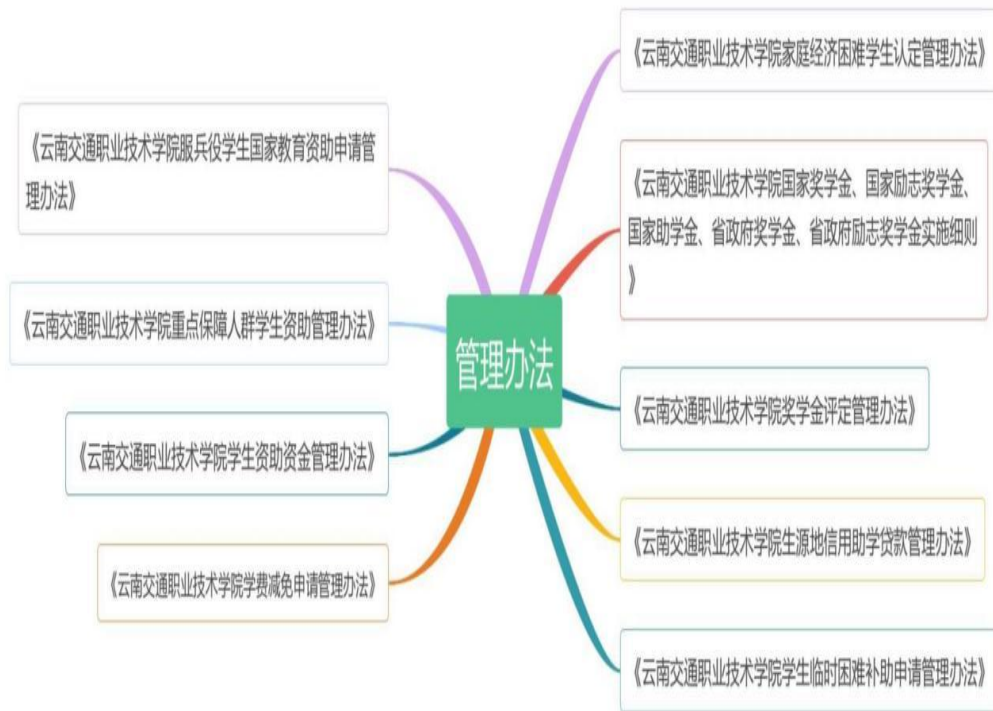 《云南交通职业技术学院服兵役学生国家教育资助申请管
理办法》
《云南交通职业技术学院重点保障人群学生资助管理办法》
《云南交通职业技术学院学生资助资金管理办法》
《云南交通职业技术学院学费减免申请管理办法》
管理办法
《云南交通职业技术学院家庭经济困难学生认定管理办法》
《云南交通职业技术学院国家奖学金、国家励志奖学金、
国家助学金、省政府奖学金、省政府励志奖学金实施细则
》
《云南交通职业技术学院奖学金评定管理办法》
《云南交通职业技术学院生源地信用助学贷款管理办法》
《云南交通职业技术学院学生临时困难补助申请管理办法》